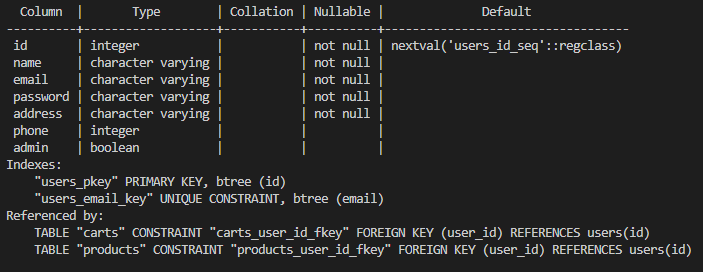 Column  |       Type        | Collation | Nullable |              Default
----------+-------------------+-----------+----------+-----------------------------------
 id       | integer           |           | not null | nextval('users_id_seq'::regclass)
 name     | character varying |           | not null |
 email    | character varying |           | not null |
 password | character varying |           | not null |
 address  | character varying |           | not null |
 phone    | integer           |           |          |
 admin    | boolean           |           |          |
Indexes:
    "users_pkey" PRIMARY KEY, btree (id)
    "users_email_key" UNIQUE CONSTRAINT, btree (email)
Referenced by:
    TABLE "carts" CONSTRAINT "carts_user_id_fkey" FOREIGN KEY (user_id) REFERENCES users(id)
    TABLE "products" CONSTRAINT "products_user_id_fkey" FOREIGN KEY (user_id) REFERENCES users(id)